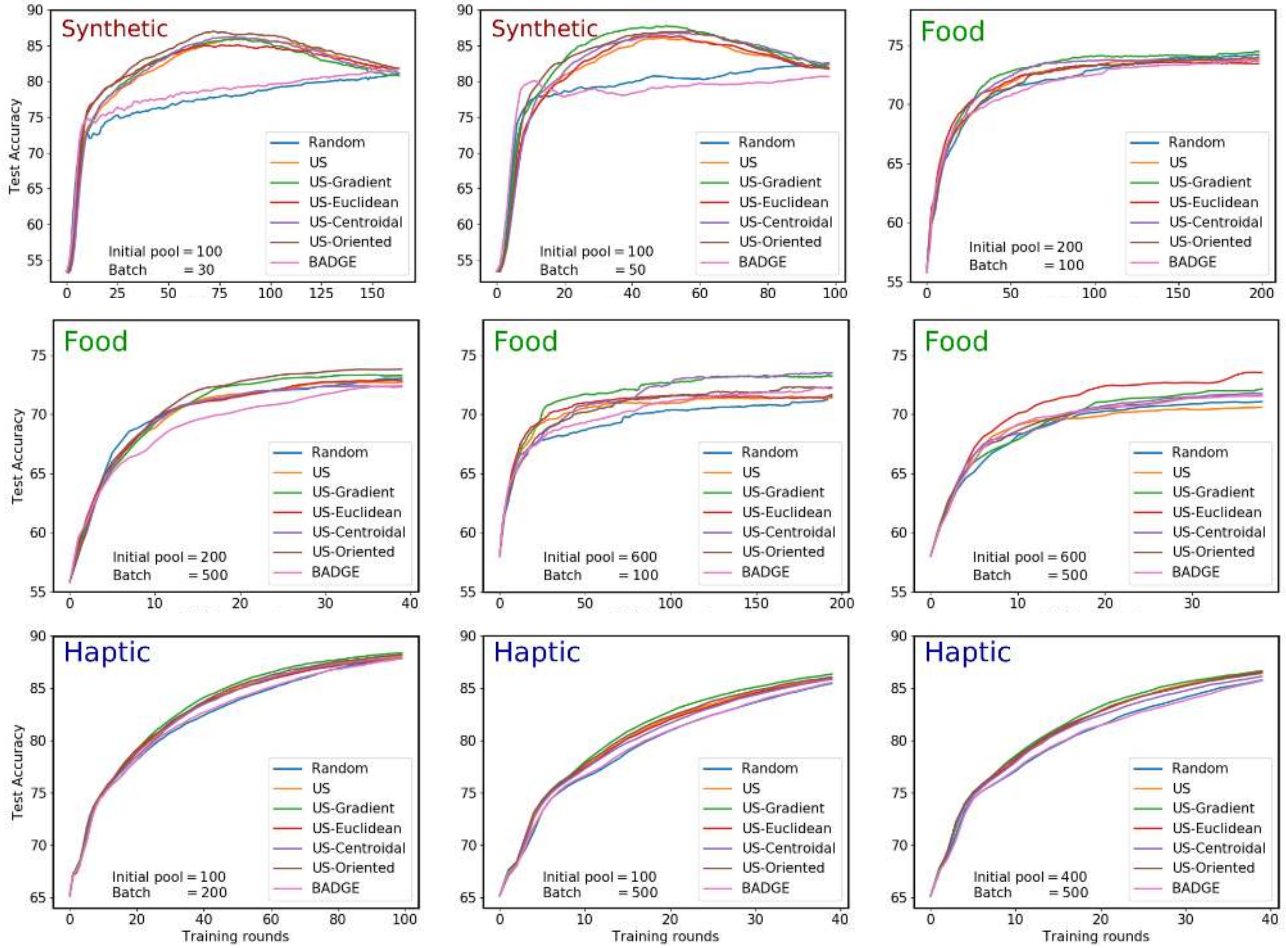 Synthetic
Test Accuracy
90
85
80
75
70
65
60
55
0
25
50
75
100
125
150
Random
US
US-Gradient
US-Euclidean
US-Centroidal
US-Oriented
BADGE
Initial pool = 100
Batch = 30
Synthetic
90
85
80
75
70
65
60
55
0
20
40
60
80
100
Random
US
US-Gradient
US-Euclidean
US-Centroidal
US-Oriented
BADGE
Initial pool = 100
Batch = 50
Food
75
70
65
60
55
0
50
100
150
200
Random
US
US-Gradient
US-Euclidean
US-Centroidal
US-Oriented
BADGE
Initial pool = 200
Batch = 100
Food
Test Accuracy
75
70
65
60
55
0
10
20
30
40
Random
US
US-Gradient
US-Euclidean
US-Centroidal
US-Oriented
BADGE
Initial pool = 200
Batch = 500
Food
75
70
65
60
55
0
50
100
150
200
Random
US
US-Gradient
US-Euclidean
US-Centroidal
US-Oriented
BADGE
Initial pool = 600
Batch = 100
Food
75
70
65
60
55
0
10
20
30
Random
US
US-Gradient
US-Euclidean
US-Centroidal
US-Oriented
BADGE
Initial pool = 600
Batch = 500
Haptic
Test Accuracy
90
85
80
75
70
65
0
20
40
60
80
100
Random
US
US-Gradient
US-Euclidean
US-Centroidal
US-Oriented
BADGE
Initial pool = 100
Batch = 200
Training rounds
Haptic
90
85
80
75
70
65
0
10
20
30
40
Random
US
US-Gradient
US-Euclidean
US-Centroidal
US-Oriented
BADGE
Initial pool = 100
Batch = 500
Training rounds
Haptic
90
85
80
75
70
65
0
10
20
30
40
Random
US
US-Gradient
US-Euclidean
US-Centroidal
US-Oriented
BADGE
Initial pool = 400
Batch = 500
Training rounds